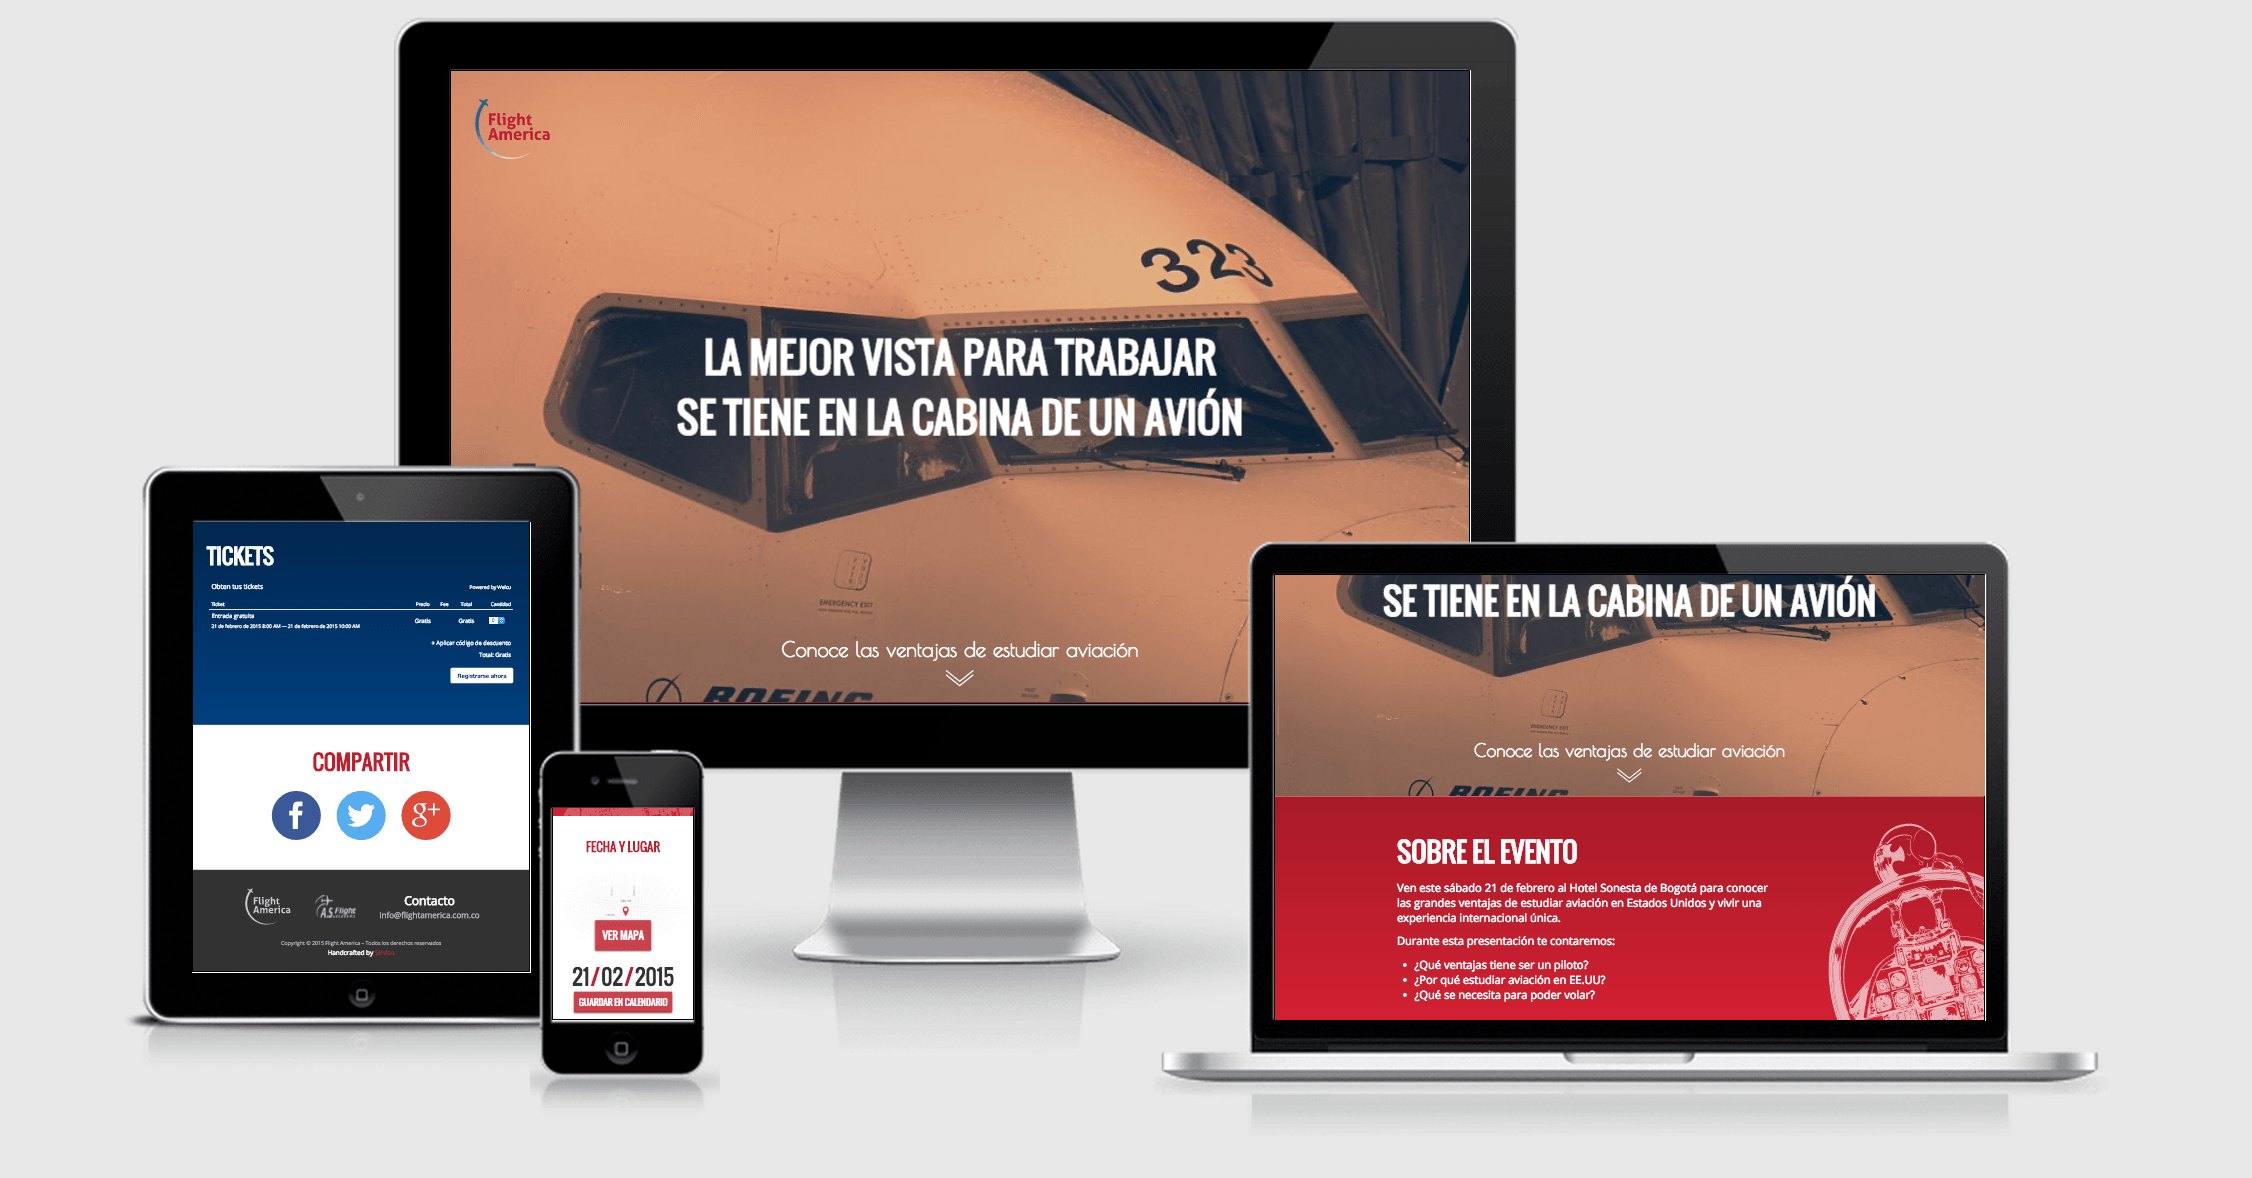 Flight
America
323
LA MEJOR VISTA PARA TRABAJAR
SE TIENE EN LA CABINA DE UN AVIÓN
EMERGENCY EXIT
Conoce las ventajas de estudiar aviación
BOEING
TICKETS
Obten tus tickets
Powered by Welcu
Ticket Precio Fee Total Cantidad
Entrada gratuita
21 de febrero de 2015 8:00 AM — 21 de febrero de 2015 10:00 AM
Gratis Gratis 0
+ Aplicar código de descuento
Total: Gratis
Registrarse ahora
COMPARTIR
f g+
Flight
America
A.S. Flight
Contacto
info@flightamerica.com.co
Copyright © 2015 Flight America - Todos los derechos reservados
Handcrafted by
FECHA Y LUGAR
VER MAPA
21/02/2015
GUARDAR EN CALENDARIO
SE TIENE EN LA CABINA DE UN AVIÓN
EMERGENCY EXIT
Conoce las ventajas de estudiar aviación
BOEING
SOBRE EL EVENTO
Ven este sábado 21 de febrero al Hotel Sonesta de Bogotá para conocer
las grandes ventajas de estudiar aviación en Estados Unidos y vivir una
experiencia internacional única.
Durante esta presentación te contaremos:
• ¿Qué ventajas tiene ser un piloto?
• ¿Por qué estudiar aviación en EE.UU?
• ¿Qué se necesita para poder volar?